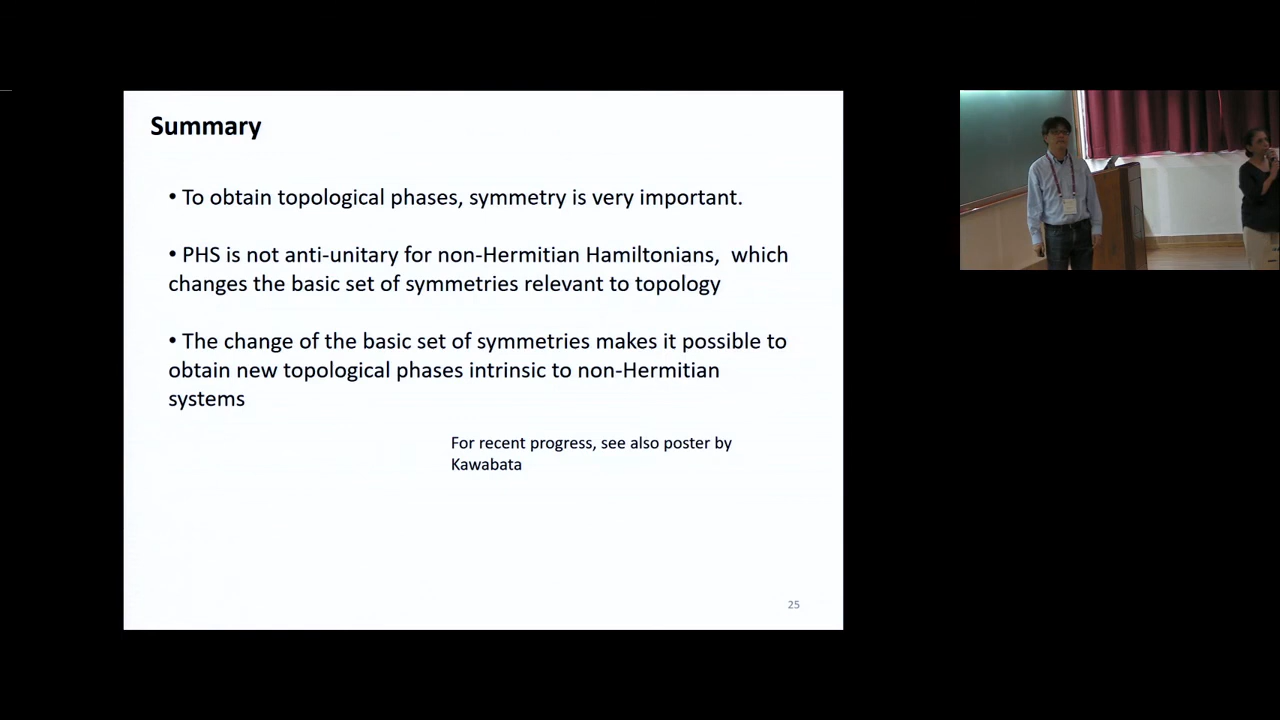 Summary
• To obtain topological phases, symmetry is very important.
• PHS is not anti-unitary for non-Hermitian Hamiltonians,  which
changes the basic set of symmetries relevant to topology
• The change of the basic set of symmetries makes it possible to
obtain new topological phases intrinsic to non-Hermitian
systems
For recent progress, see also poster by
Kawabata
25